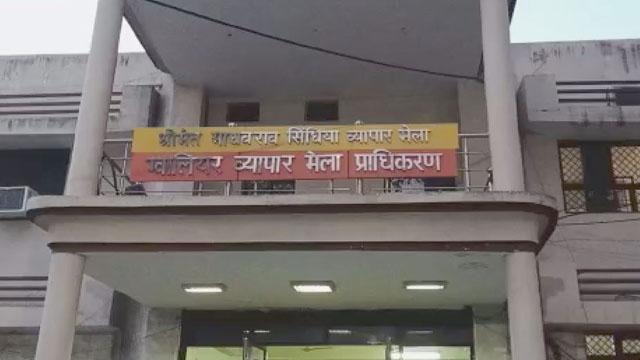 श्रीमंत माधवराव सिंधिया व्यापार मेला
ग्वालियर व्यापार मेला प्राधिकरण